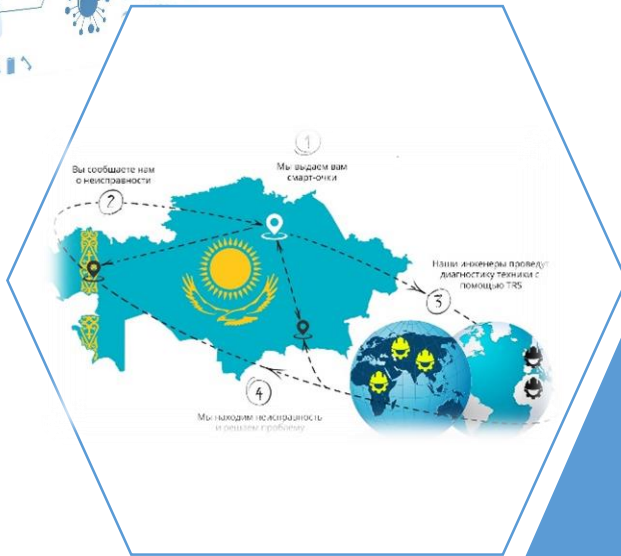 1
Мы выдаем вам
смарт-очки
Вы сообщаете нам
о неисправности
2
Наши инженеры проведут
диагностику техники с
помощью TRS
3
4
Мы находим неисправность
и решаем проблему